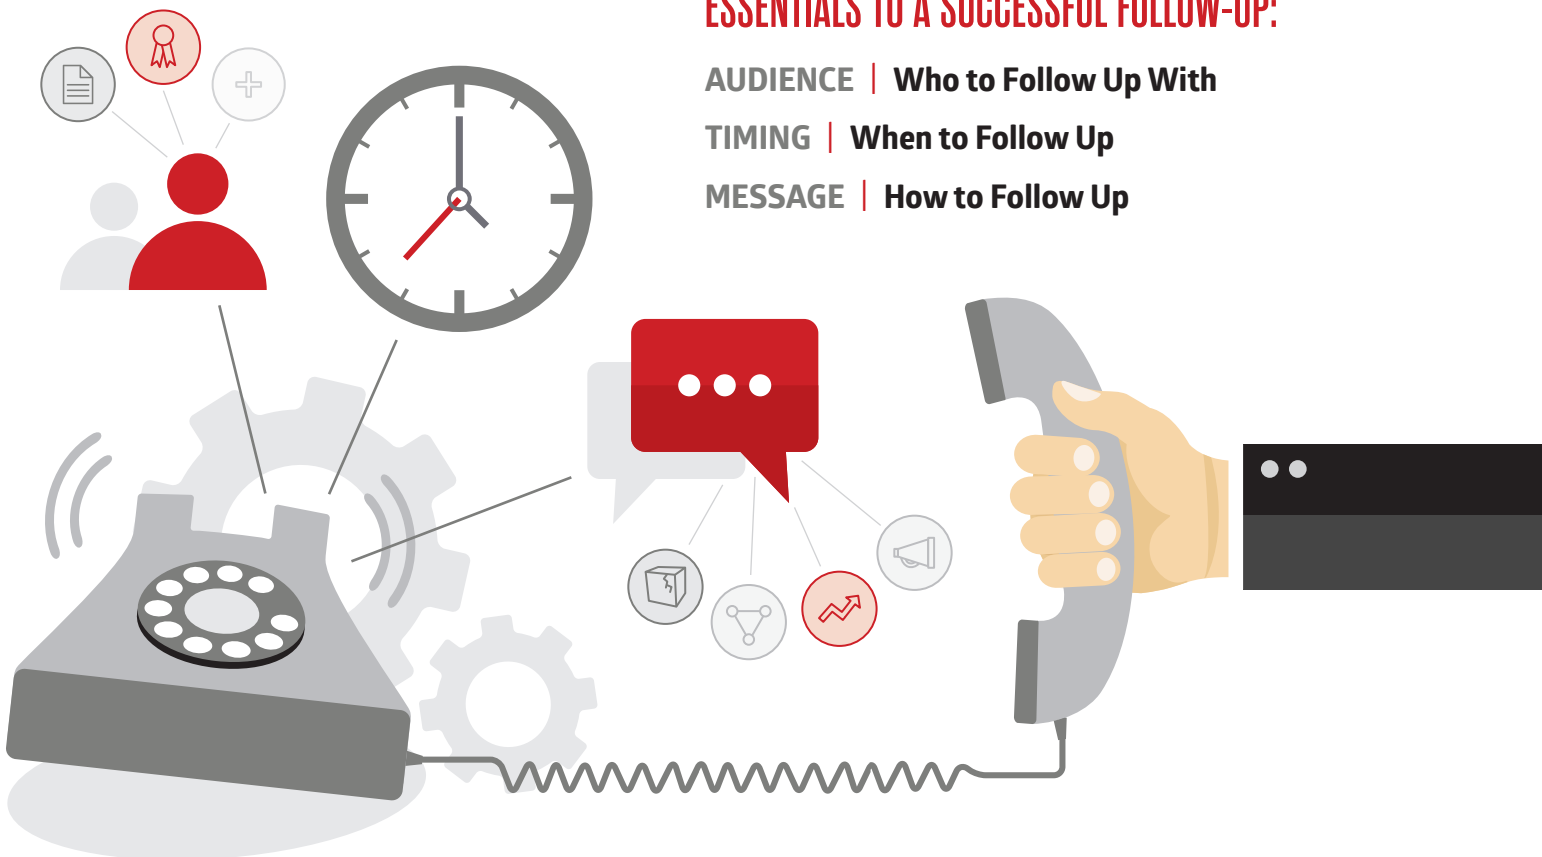 ESSENTIALS TO A SUCCESSFUL FOLLOW-UP:
AUDIENCE | Who to Follow Up With
TIMING | When to Follow Up
MESSAGE | How to Follow Up